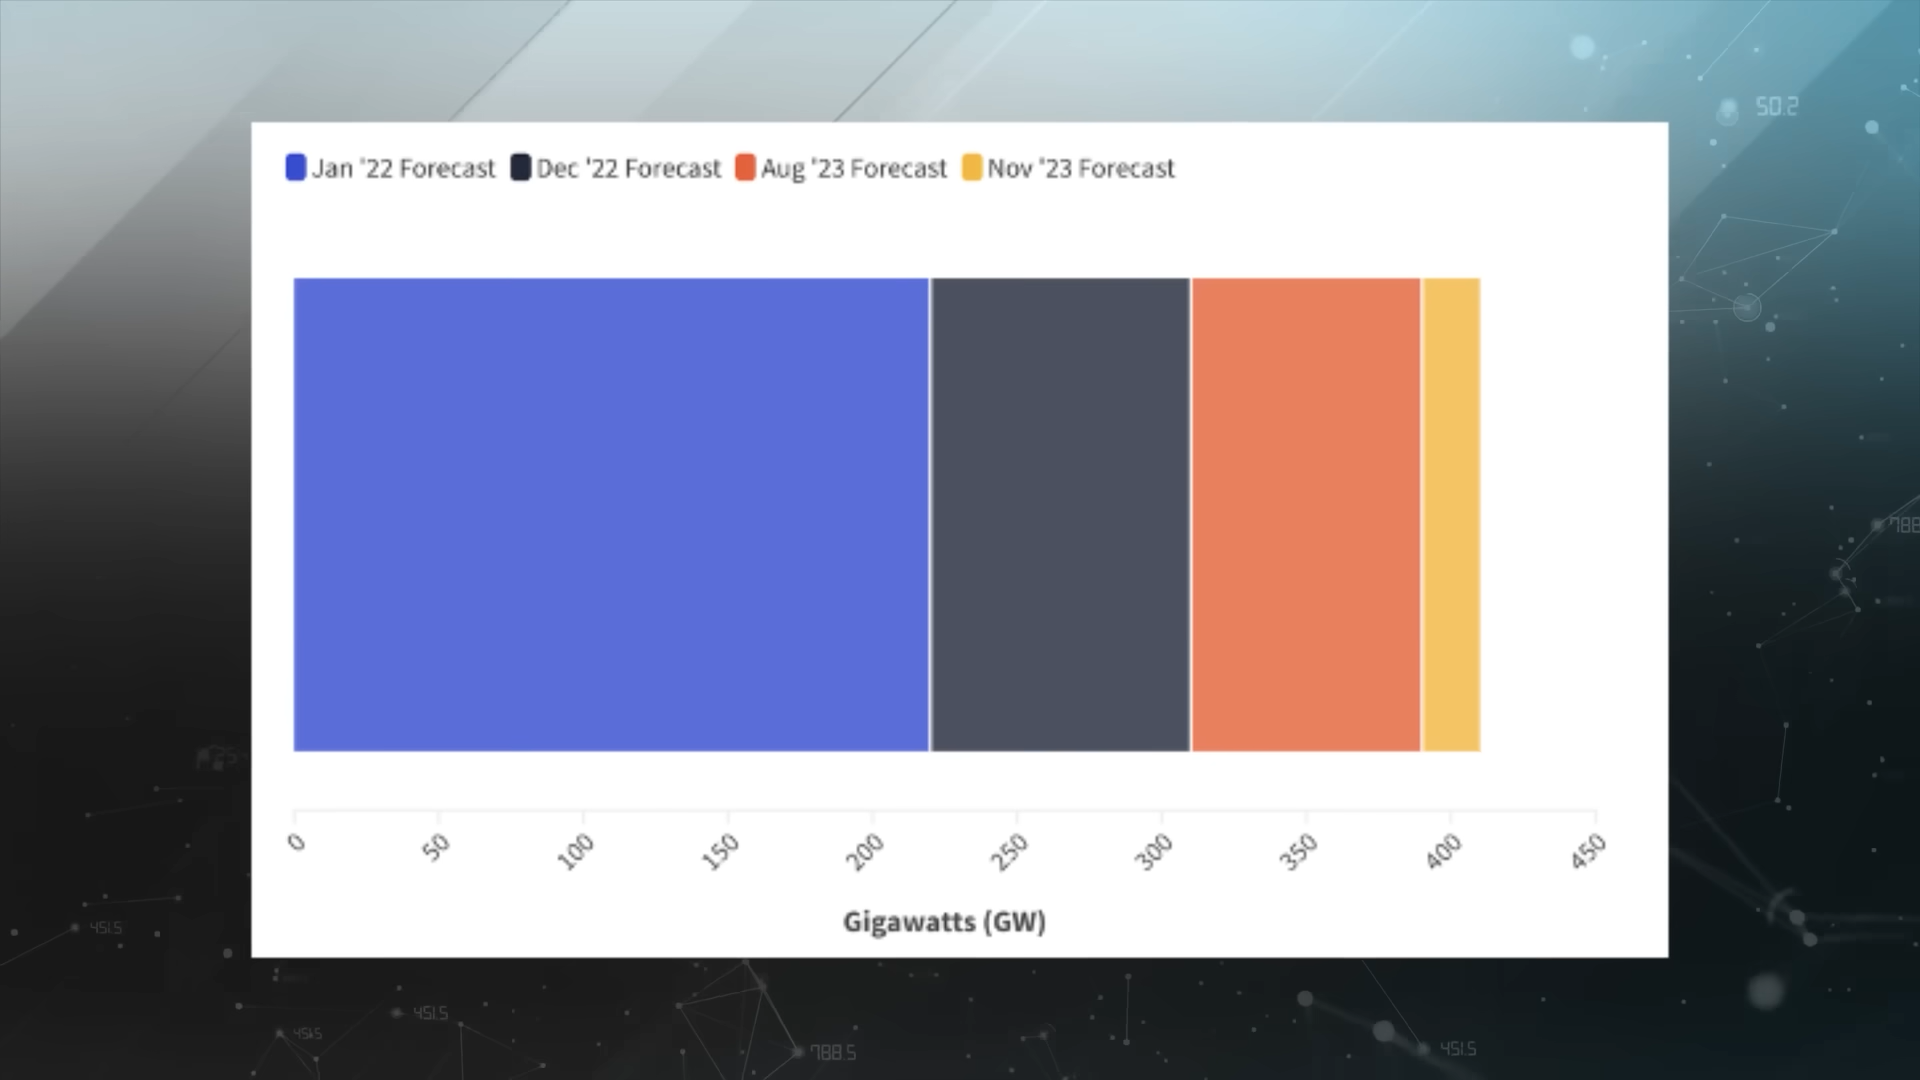 50.2
Jan '22 Forecast Dec '22 Forecast Aug '23 Forecast Nov '23 Forecast
788
0 50 100 150 200 250 300 350 400 450
Gigawatts (GW)
451.5
451.5
451.5
788.5
451.5